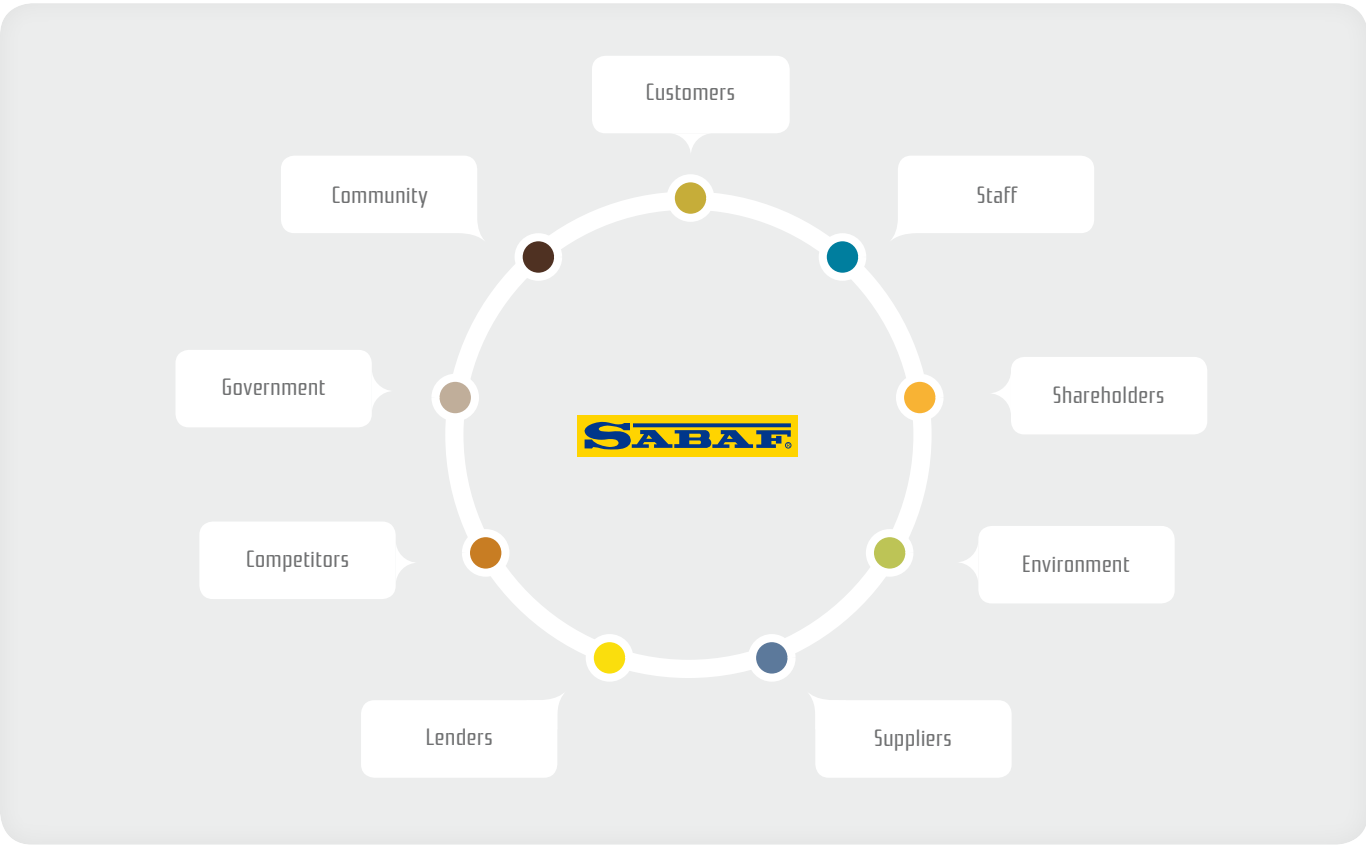 Customers
Community
Staff
Government
Shareholders
SABAF®
Competitors
Environment
Lenders
Suppliers